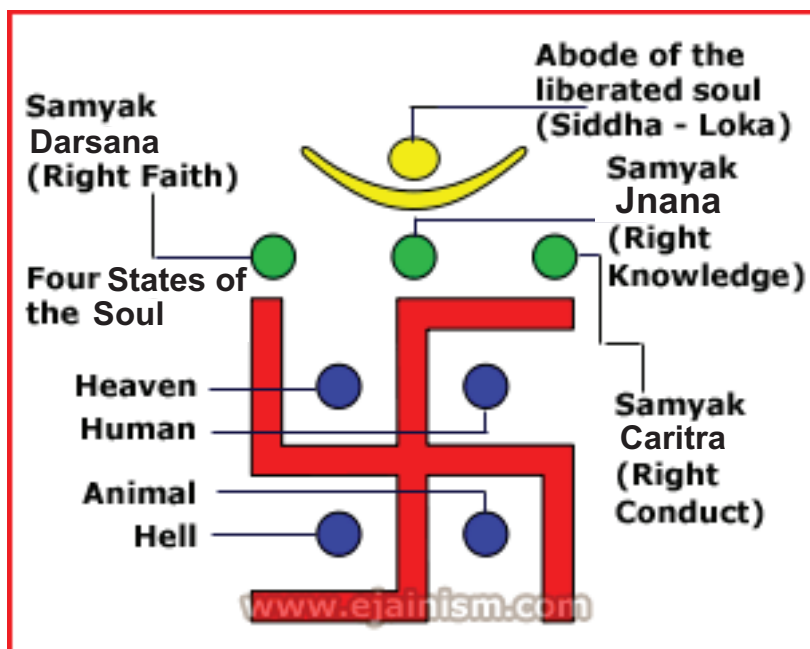 Abode of the
liberated soul
(Siddha - Loka)
Samyak
Darsana
(Right Faith)
Samyak
Jnana
(Right
Knowledge)
Four States of
the Soul
Heaven
Human
Samyak
Caritra
(Right
Conduct)
Animal
Hell
www.ejainism.com